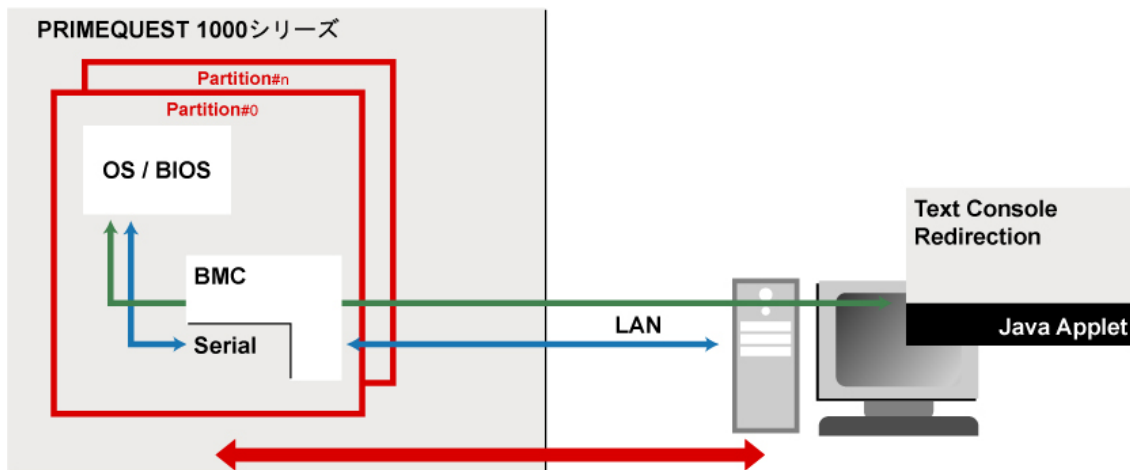 PRIMEQUEST 1000シリーズ
Partition#n
Partition#0
OS / BIOS
BMC
Serial
LAN
Text Console
Redirection
Java Applet